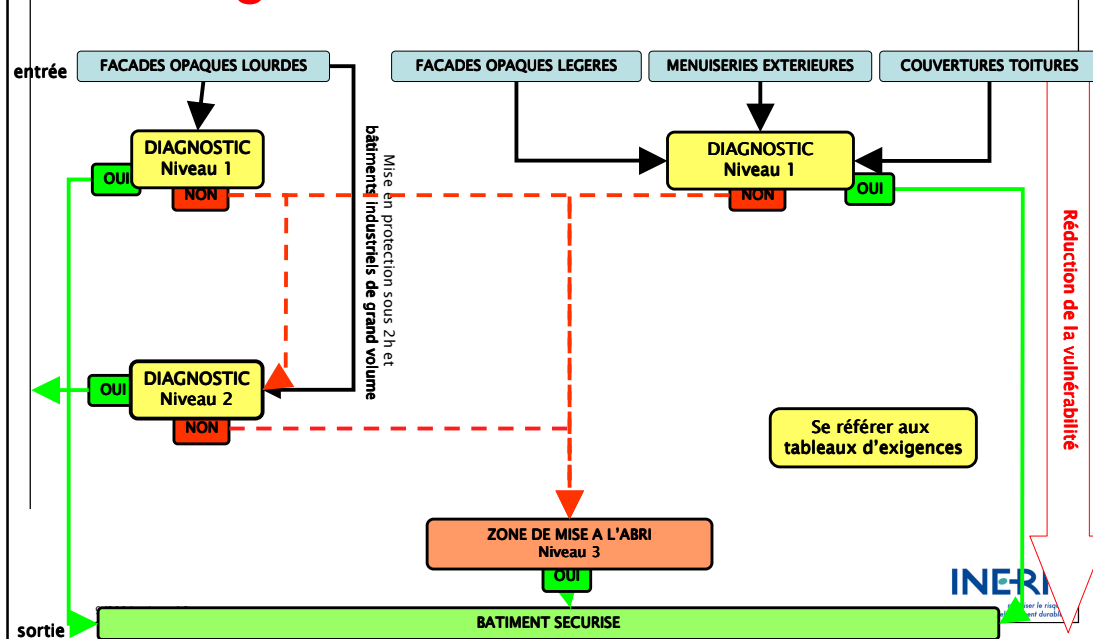 entrée
FACADES OPAQUES LOURDES
FACADES OPAQUES LEGERES
MENUISERIES EXTERIEURES
COUVERTURES TOITURES
DIAGNOSTIC
Niveau 1
OUI
NON
Mise en protection sous 2h et
bâtiments industriels de grand volume
DIAGNOSTIC
Niveau 1
NON
OUI
Réduction de la vulnérabilité
DIAGNOSTIC
Niveau 2
OUI
NON
Se référer aux
tableaux d'exigences
ZONE DE MISE A L'ABRI
Niveau 3
OUI
INERI
BATIMENT SECURISE
sortie